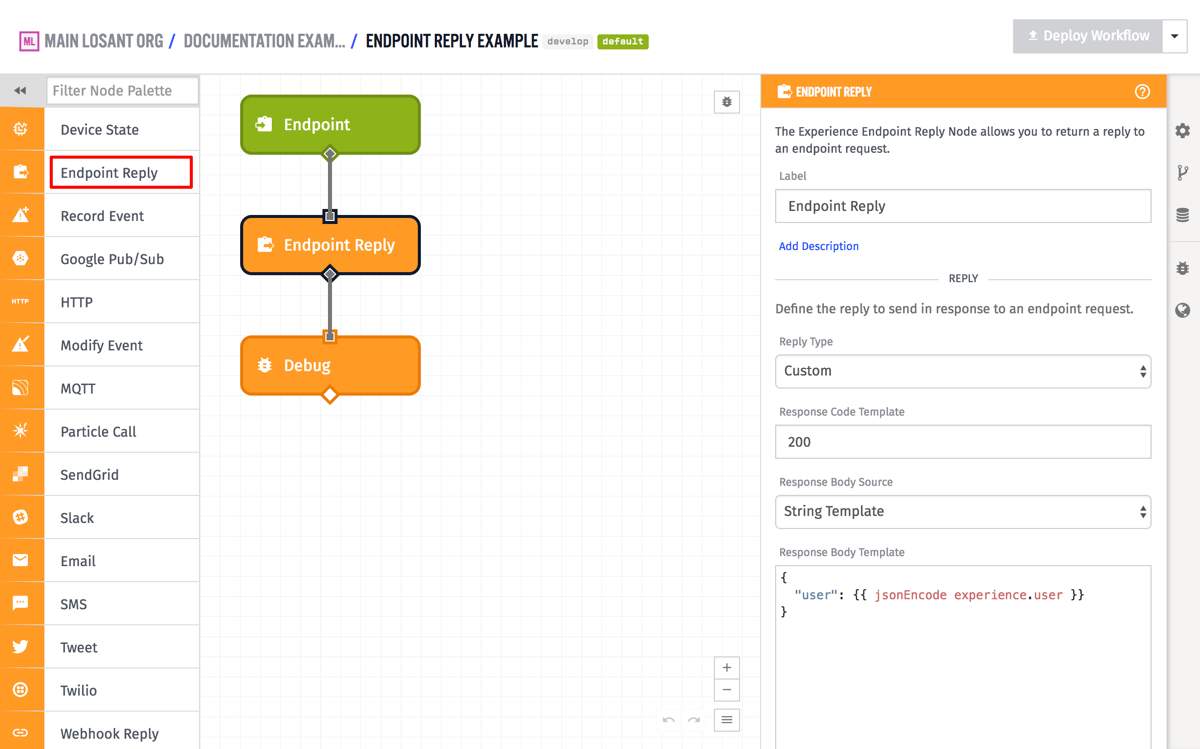 ML MAIN LOSANT ORG / DOCUMENTATION EXAM... / ENDPOINT REPLY EXAMPLE develop default
Deploy Workflow
Filter Node Palette
Device State
Endpoint Reply
Record Event
Google Pub/Sub
HTTP HTTP
Modify Event
MQTT
Particle Call
SendGrid
Slack
Email
SMS
Tweet
Twilio
Webhook Reply
Endpoint
Endpoint Reply
Debug
ENDPOINT REPLY
The Experience Endpoint Reply Node allows you to return a reply to
an endpoint request.
Label
Endpoint Reply
Add Description
REPLY
Define the reply to send in response to an endpoint request.
Reply Type
Custom
Response Code Template
200
Response Body Source
String Template
Response Body Template
{
"user": {{ jsonEncode experience.user }}
}